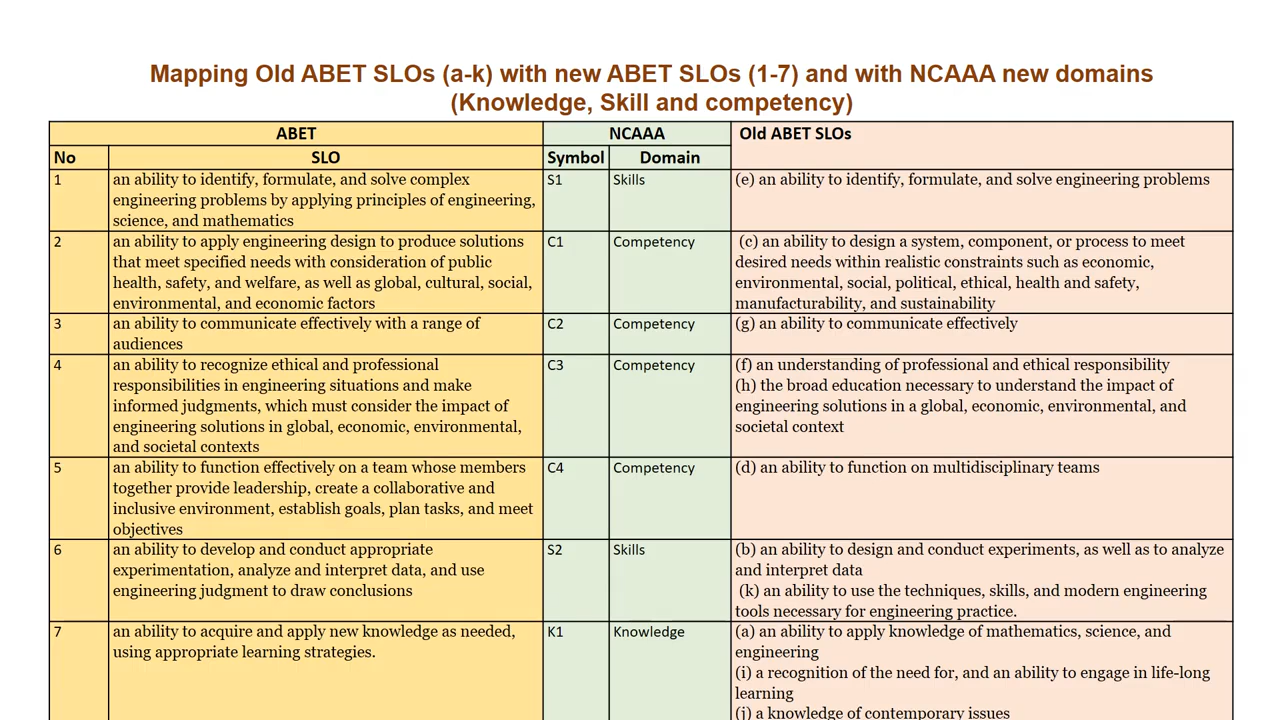 Mapping Old ABET SLOs (a-k) with new ABET SLOs (1-7) and with NCAAA new domains
(Knowledge, Skill and competency)
ABET NCAAA Old ABET SLOs
No SLO Symbol Domain
1
an ability to identify, formulate, and solve complex
engineering problems by applying principles of engineering,
science, and mathematics
S1
Skills
(e) an ability to identify, formulate, and solve engineering problems
2
an ability to apply engineering design to produce solutions
that meet specified needs with consideration of public
health, safety, and welfare, as well as global, cultural, social,
environmental, and economic factors
C1
Competency
(c) an ability to design a system, component, or process to meet
desired needs within realistic constraints such as economic,
environmental, social, political, ethical, health and safety,
manufacturability, and sustainability
3
an ability to communicate effectively with a range of
audiences
C2
Competency
(g) an ability to communicate effectively
4
an ability to recognize ethical and professional
responsibilities in engineering situations and make
informed judgments, which must consider the impact of
engineering solutions in global, economic, environmental,
and societal contexts
C3
Competency
(f) an understanding of professional and ethical responsibility
(h) the broad education necessary to understand the impact of
engineering solutions in a global, economic, environmental, and
societal context
5
an ability to function effectively on a team whose members
together provide leadership, create a collaborative and
inclusive environment, establish goals, plan tasks, and meet
objectives
C4
Competency
(d) an ability to function on multidisciplinary teams
6
an ability to develop and conduct appropriate
experimentation, analyze and interpret data, and use
engineering judgment to draw conclusions
S2
Skills
(b) an ability to design and conduct experiments, as well as to analyze
and interpret data
(k) an ability to use the techniques, skills, and modern engineering
tools necessary for engineering practice.
7
an ability to acquire and apply new knowledge as needed,
using appropriate learning strategies.
K1
Knowledge
(a) an ability to apply knowledge of mathematics, science, and
engineering
(i) a recognition of the need for, and an ability to engage in life-long
learning
(j) a knowledge of contemporary issues